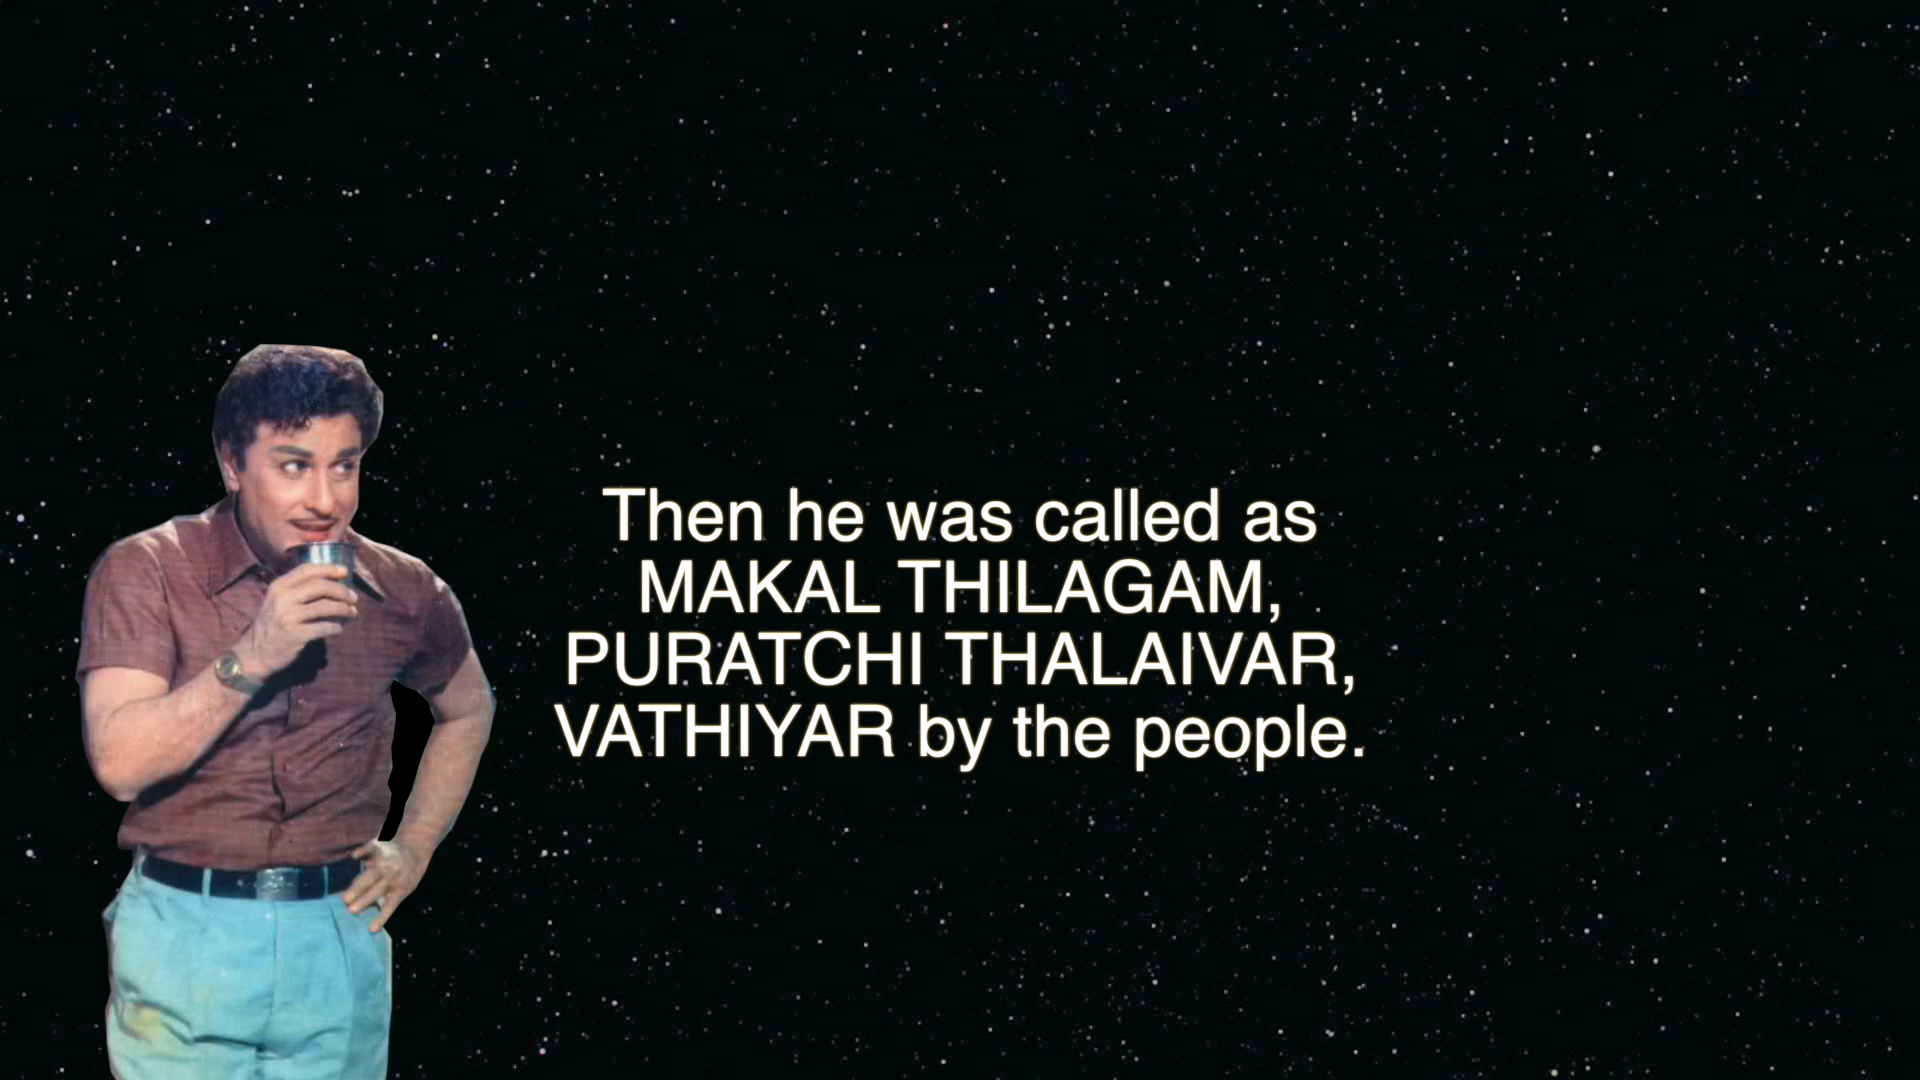 Then he was called as
MAKAL THILAGAM,
PURATCHI THALAIVAR,
VATHIYAR by the people.